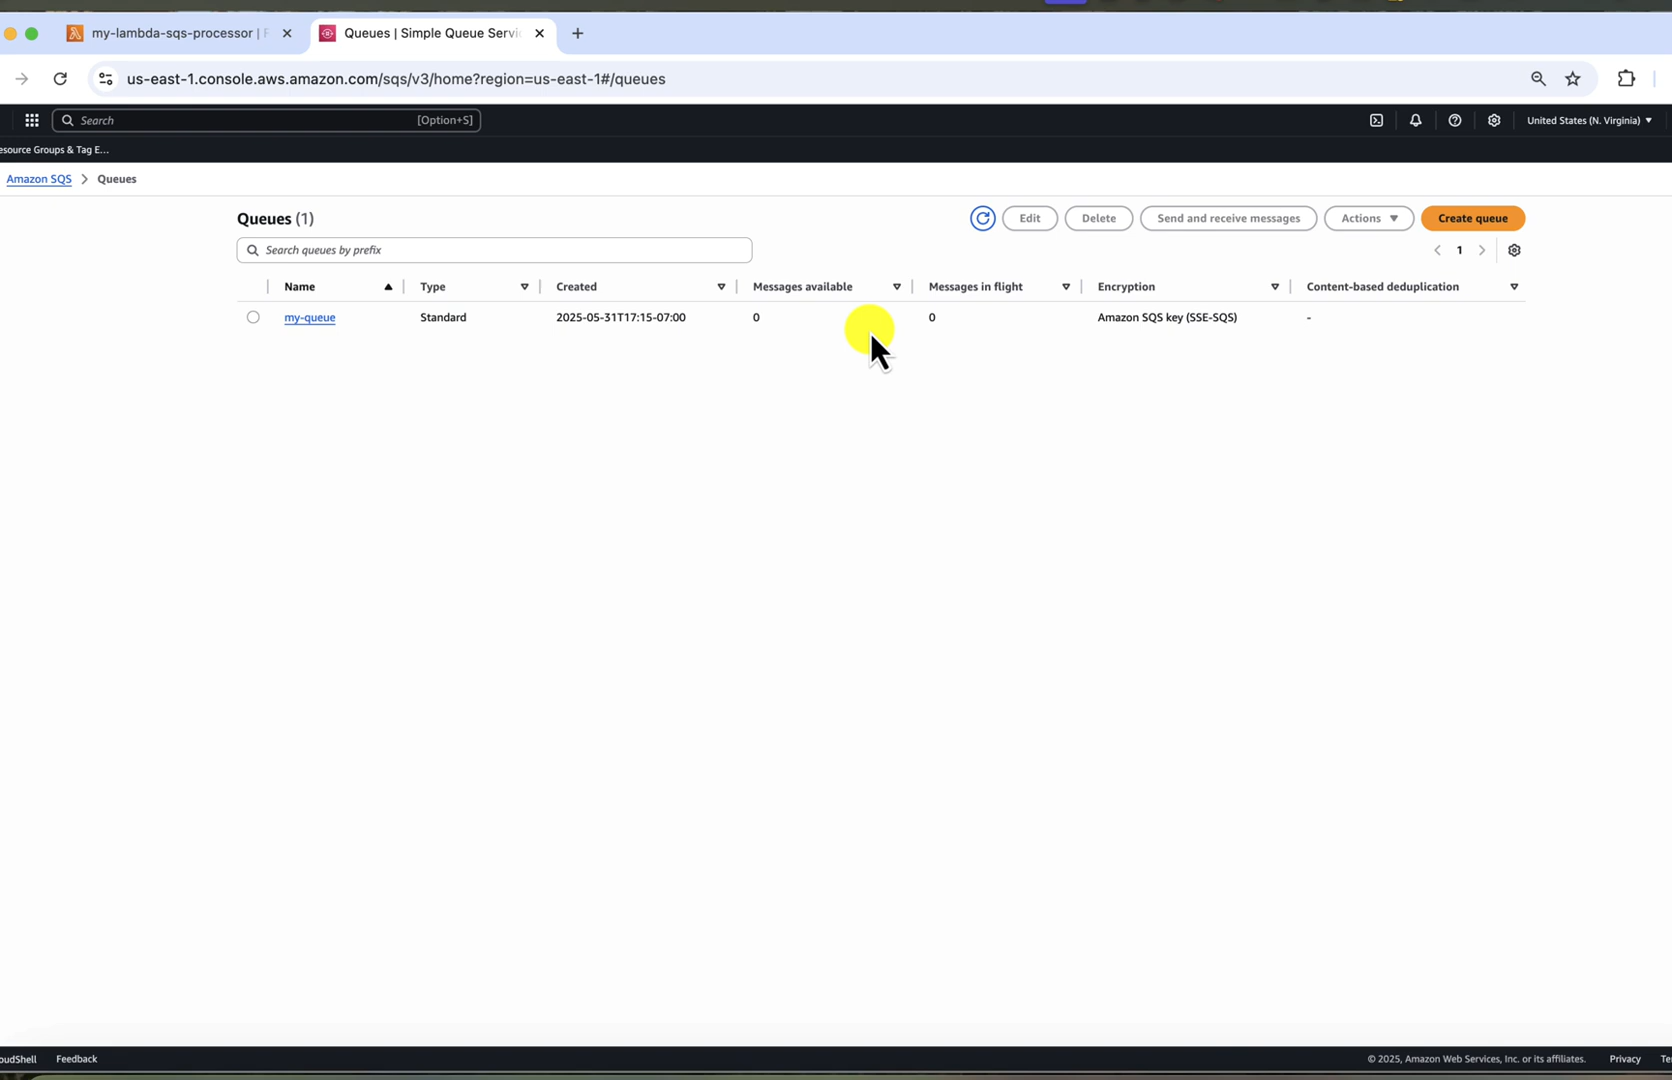 my-lambda-sqs-processor |
Queues | Simple Queue Servi
us-east-1.console.aws.amazon.com/sqs/v3/home?region=us-east-1#/queues
Search [Option+S] United States (N. Virginia)
esource Groups & Tag E...
Amazon SQS > Queues
Queues (1) Edit Delete Send and receive messages Actions Create queue
Search queues by prefix 1
Name Type Created Messages available Messages in flight Encryption Content-based deduplication
my-queue Standard 2025-05-31T17:15-07:00 0 0 Amazon SQS key (SSE-SQS) -
oudShell Feedback © 2025, Amazon Web Services, Inc. or its affiliates. Privacy Te